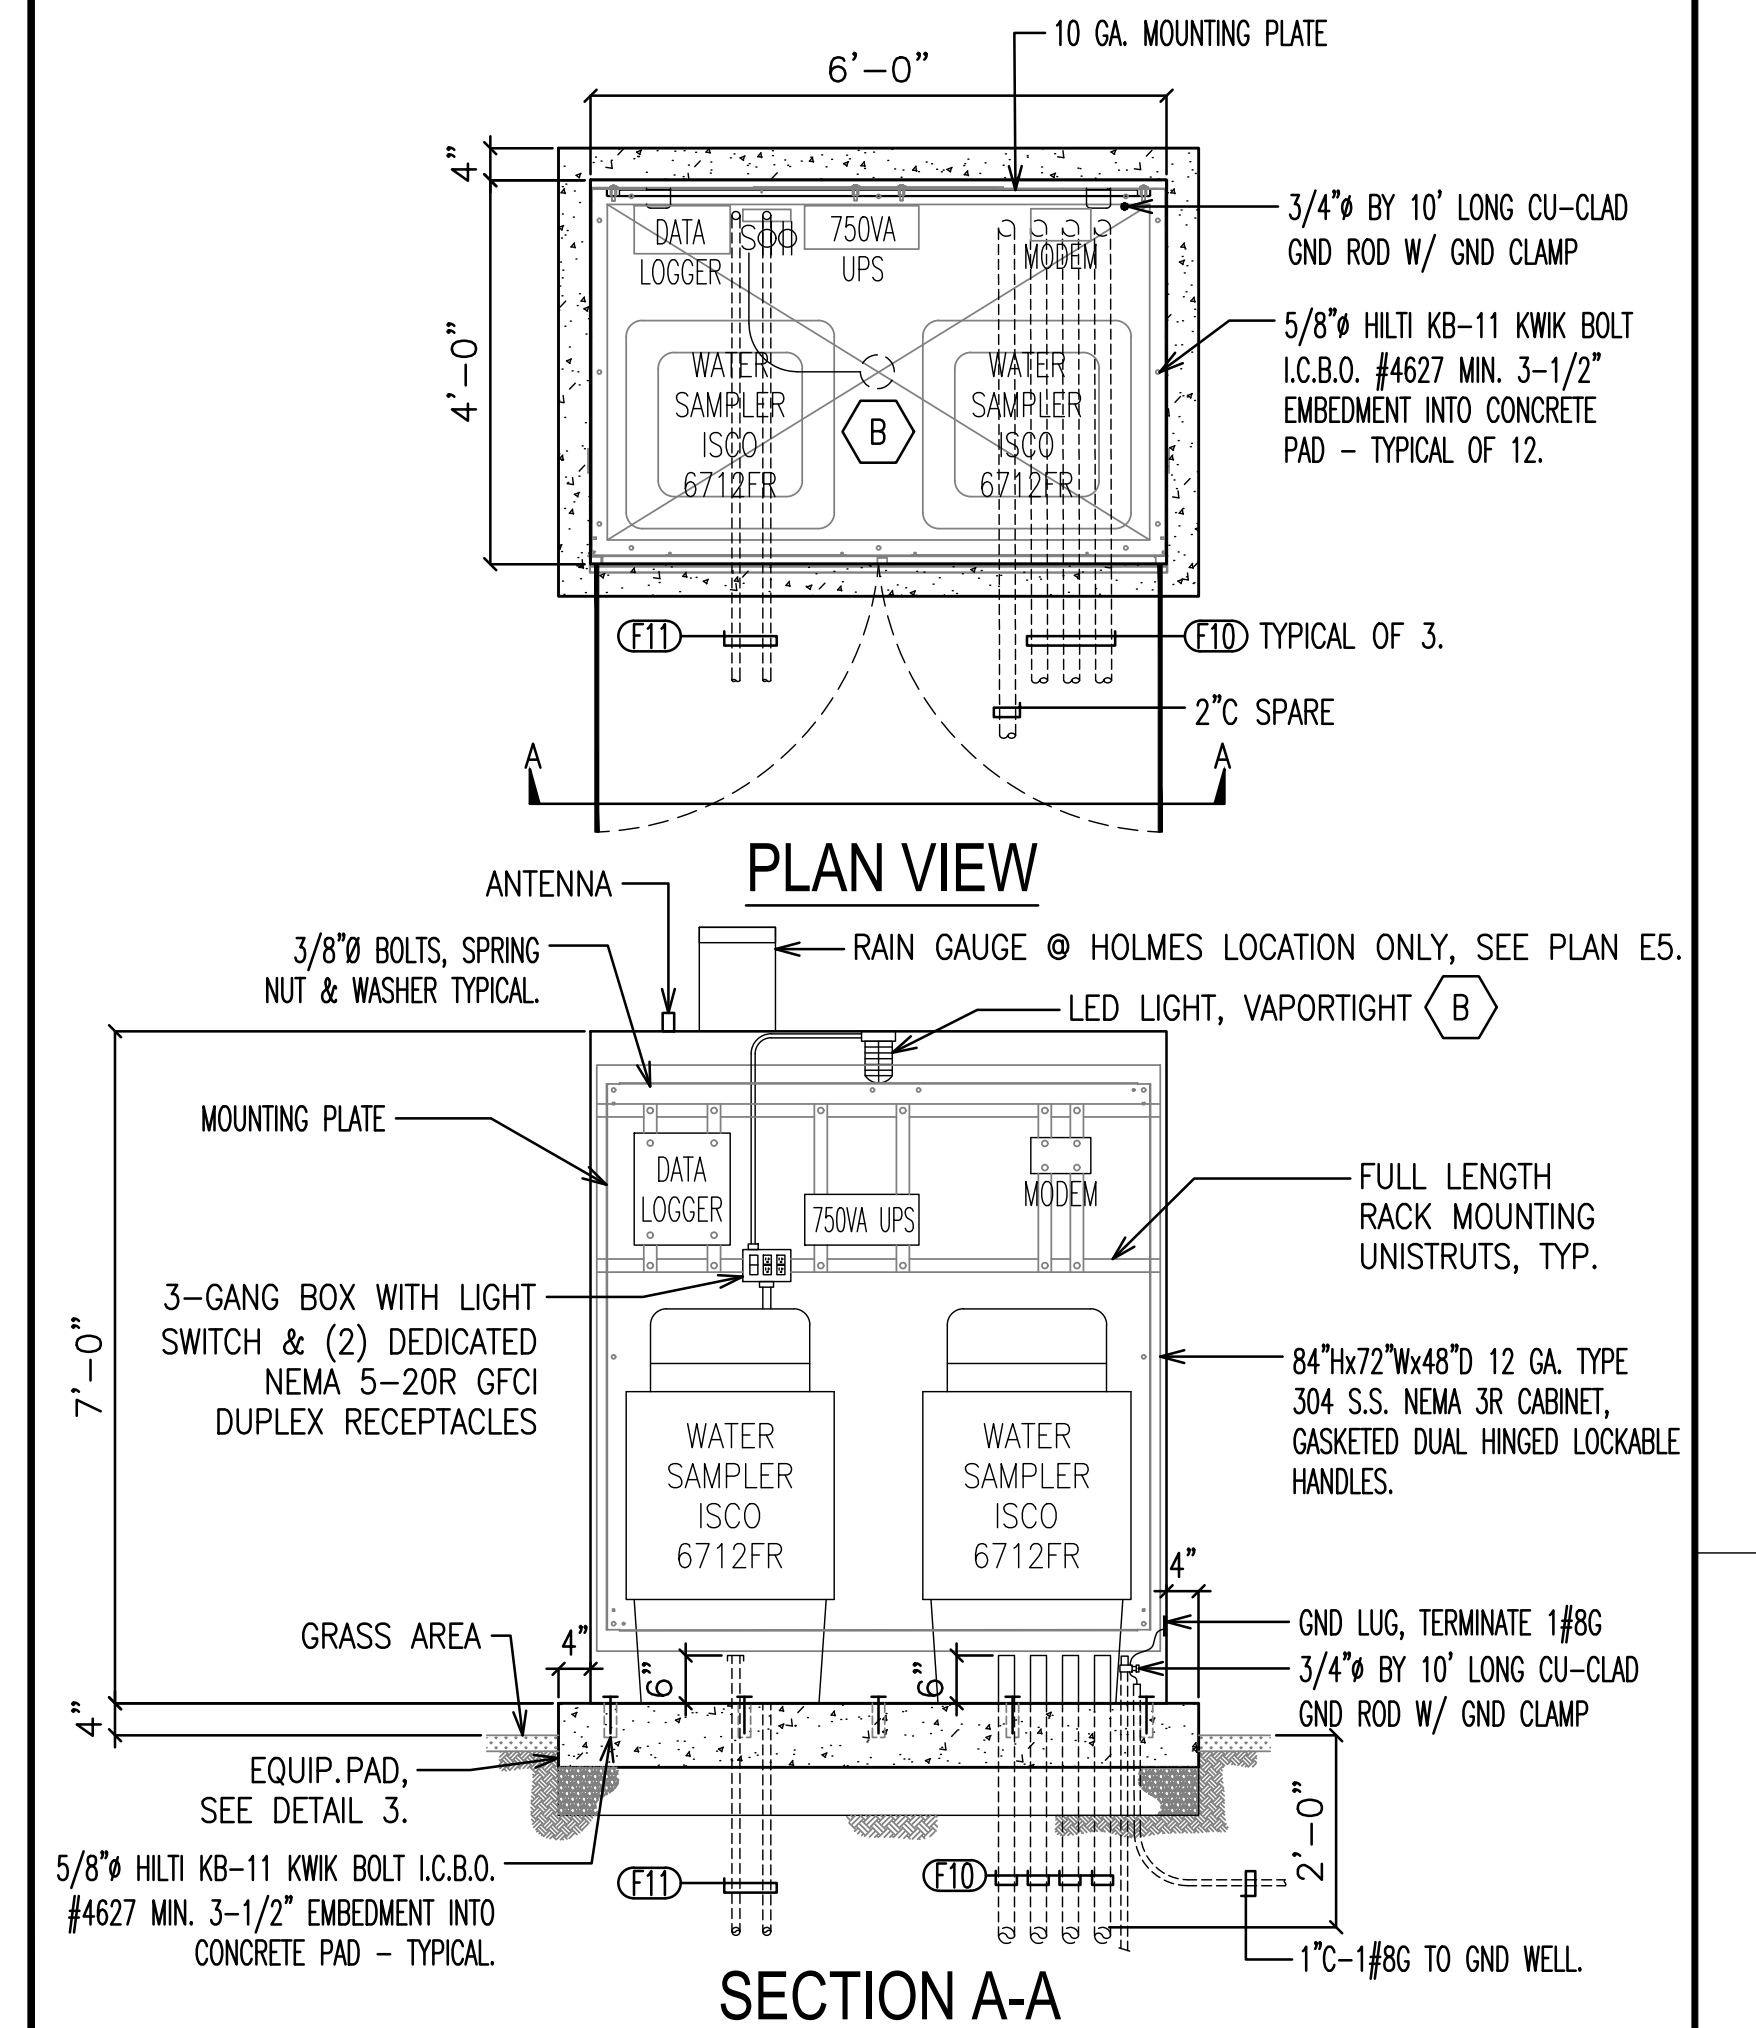 10 GA. MOUNTING PLATE
6'-0"
4"
4'-0"
DATA
LOGGER
750VA
UPS
MODEM
3/4"ø BY 10' LONG CU-CLAD
GND ROD W/ GND CLAMP
5/8"ø HILTI KB-11 KWIK BOLT
I.C.B.O. #4627 MIN. 3-1/2"
EMBEDMENT INTO CONCRETE
PAD - TYPICAL OF 12.
WATER
SAMPLER
ISCO
6712FR
B
WATER
SAMPLER
ISCO
6712FR
F11
F10 TYPICAL OF 3.
2"C SPARE
A
A
PLAN VIEW
ANTENNA
3/8"Ø BOLTS, SPRING
NUT & WASHER TYPICAL.
RAIN GAUGE @ HOLMES LOCATION ONLY, SEE PLAN E5.
LED LIGHT, VAPORTIGHT B
MOUNTING PLATE
DATA
LOGGER
750VA UPS
MODEM
FULL LENGTH
RACK MOUNTING
UNISTRUTS, TYP.
3-GANG BOX WITH LIGHT
SWITCH & (2) DEDICATED
NEMA 5-20R GFCI
DUPLEX RECEPTACLES
7'-0"
84"Hx72"Wx48"D 12 GA. TYPE
304 S.S. NEMA 3R CABINET,
GASKETED DUAL HINGED LOCKABLE
HANDLES.
WATER
SAMPLER
ISCO
6712FR
WATER
SAMPLER
ISCO
6712FR
4"
GRASS AREA
4"
6"
6"
GND LUG, TERMINATE 1#8G
3/4"ø BY 10' LONG CU-CLAD
GND ROD W/ GND CLAMP
4"
EQUIP.PAD,
SEE DETAIL 3.
2'-0"
5/8"ø HILTI KB-11 KWIK BOLT I.C.B.O.
#4627 MIN. 3-1/2" EMBEDMENT INTO
CONCRETE PAD - TYPICAL.
F11
F10
1"C-1#8G TO GND WELL.
SECTION A-A